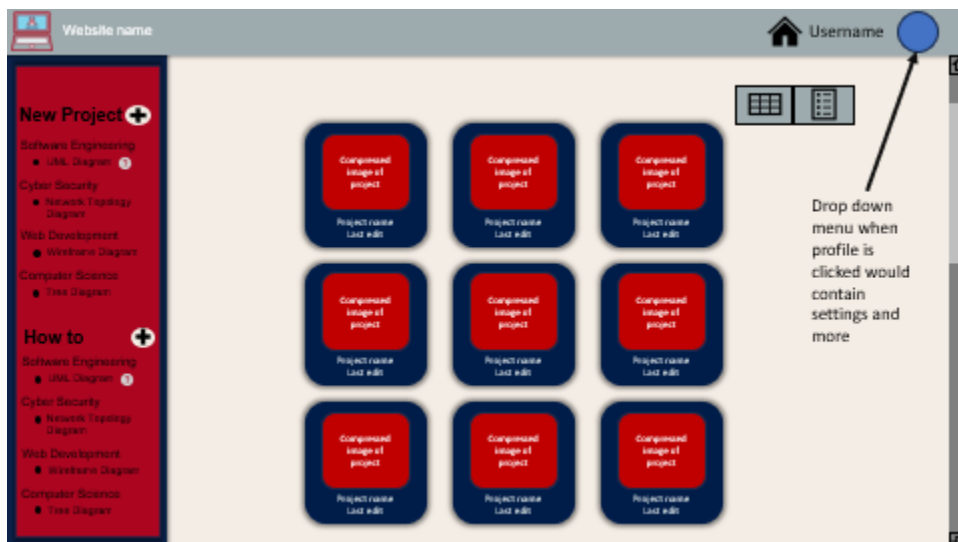 Website name
Username
New Project
Software Engineering
UML Diagram
Cyber Security
Network Topology
Diagram
Web Development
Wireframe Diagram
Computer Science
Tree Diagram
How to
Software Engineering
UML Diagram
Cyber Security
Network Topology
Diagram
Web Development
Wireframe Diagram
Computer Science
Tree Diagram
Compressed
image of
project
Project name
Last edit
Compressed
image of
project
Project name
Last edit
Compressed
image of
project
Project name
Last edit
Compressed
image of
project
Project name
Last edit
Compressed
image of
project
Project name
Last edit
Compressed
image of
project
Project name
Last edit
Compressed
image of
project
Project name
Last edit
Compressed
image of
project
Project name
Last edit
Compressed
image of
project
Project name
Last edit
Drop down
menu when
profile is
clicked would
contain
settings and
more